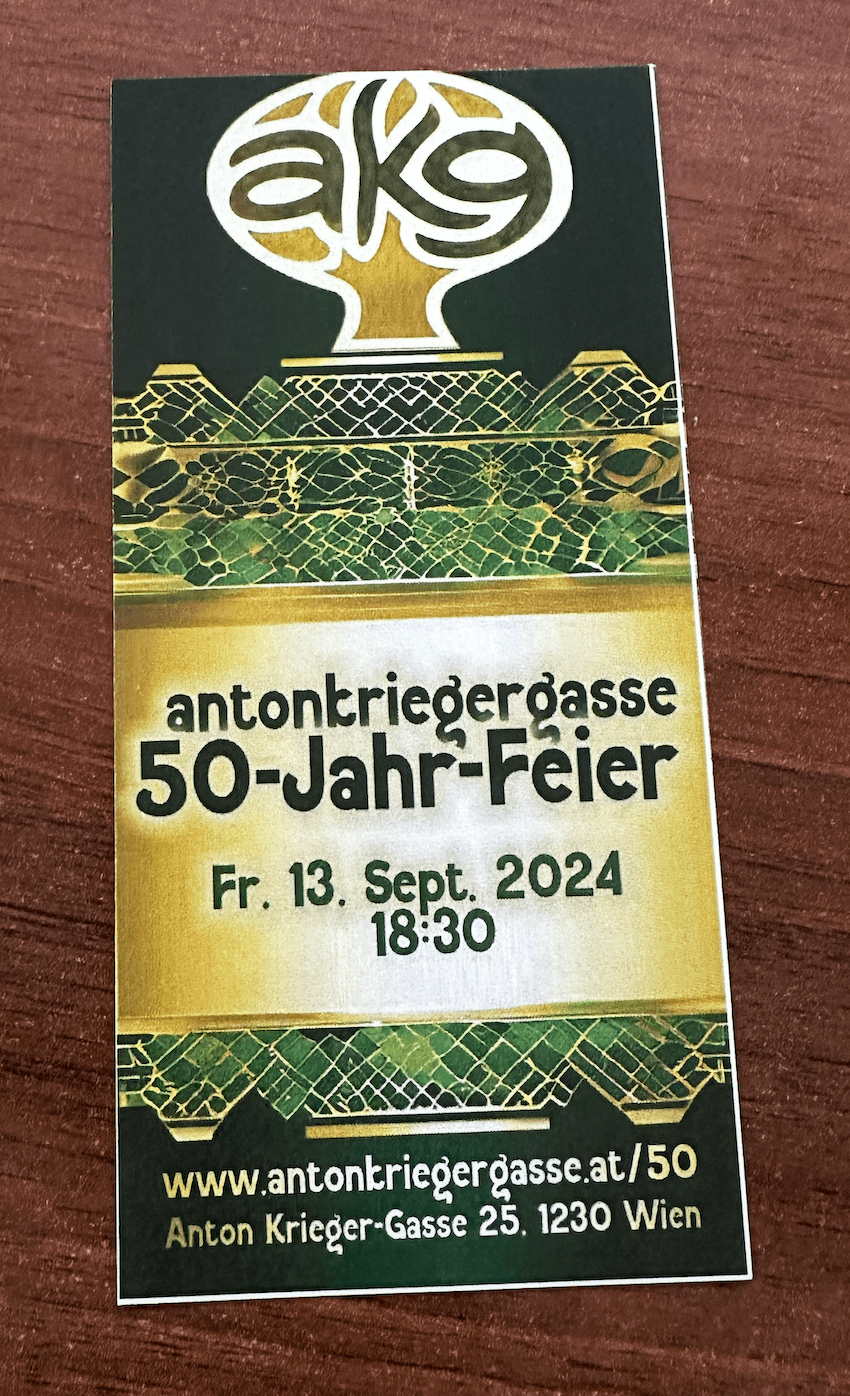 akg
antonkriegergasse
50-Jahr-Feier
Fr. 13. Sept. 2024
18:30
www.antonkriegergasse.at/50
Anton Krieger-Gasse 25, 1230 Wien